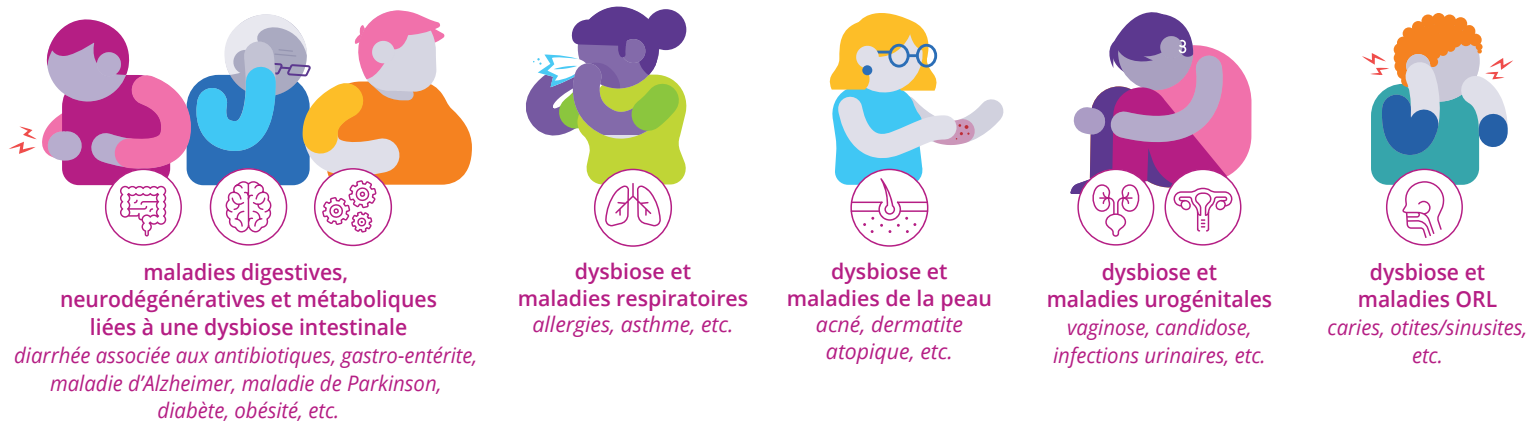 maladies digestives,
neurodégénératives et métaboliques
liées à une dysbiose intestinale
diarrhée associée aux antibiotiques, gastro-entérite,
maladie d’Alzheimer, maladie de Parkinson,
diabète, obésité, etc.
dysbiose et
maladies respiratoires
allergies, asthme, etc.
dysbiose et
maladies de la peau
acné, dermatite
atopique, etc.
dysbiose et
maladies urogénitales
vaginose, candidose,
infections urinaires, etc.
dysbiose et
maladies ORL
caries, otites/sinusites,
etc.